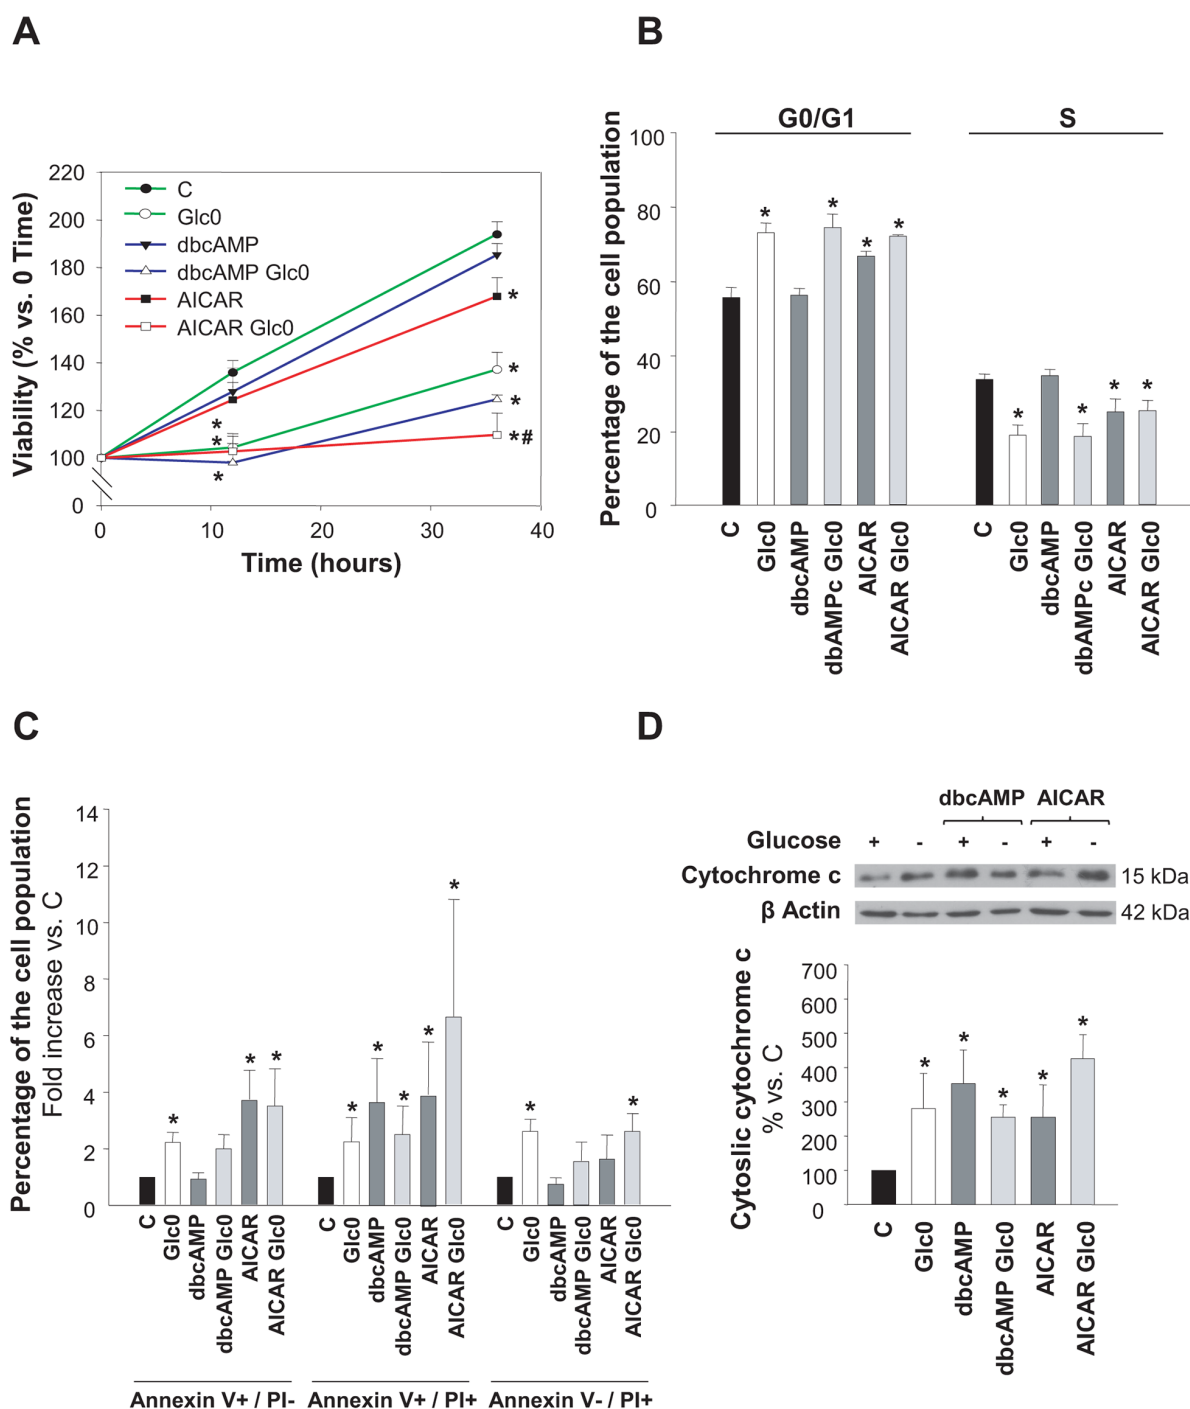 A
Viability (% vs. 0 Time)
220
200
180
160
140
120
100
0
C
Glc0
dbcAMP
dbcAMP Glc0
AICAR
AICAR Glc0
*
*
*
*
*
*
*#
0
10
20
30
40
Time (hours)
B
Percentage of the cell population
100
80
60
40
20
0
G0/G1
S
*
*
*
*
*
*
*
*
C
Glc0
dbcAMP
dbAMPc Glc0
AICAR
AICAR Glc0
C
Glc0
dbcAMP
dbAMPc Glc0
AICAR
AICAR Glc0
C
Percentage of the cell population
Fold increase vs. C
14
12
10
8
6
4
2
0
*
*
*
*
*
*
*
*
*
*
C
Glc0
dbcAMP
dbcAMP Glc0
AICAR
AICAR Glc0
C
Glc0
dbcAMP
dbcAMP Glc0
AICAR
AICAR Glc0
C
Glc0
dbcAMP
dbcAMP Glc0
AICAR
AICAR Glc0
Annexin V+ / PI-
Annexin V+ / PI+
Annexin V- / PI+
D
dbcAMP AICAR
Glucose + - + - + -
Cytochrome c 15 kDa
β Actin 42 kDa
Cytoslic cytochrome c
% vs. C
700
600
500
400
300
200
100
0
*
*
*
*
*
C
Glc0
dbcAMP
dbcAMP Glc0
AICAR
AICAR Glc0